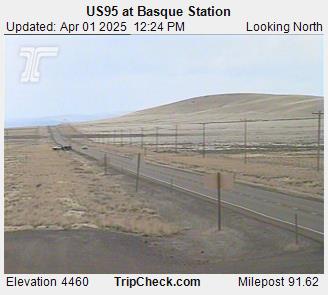 US95 at Basque Station
Updated: Apr 01 2025 12:24 PM Looking North
Elevation 4460 TripCheck.com Milepost 91.62